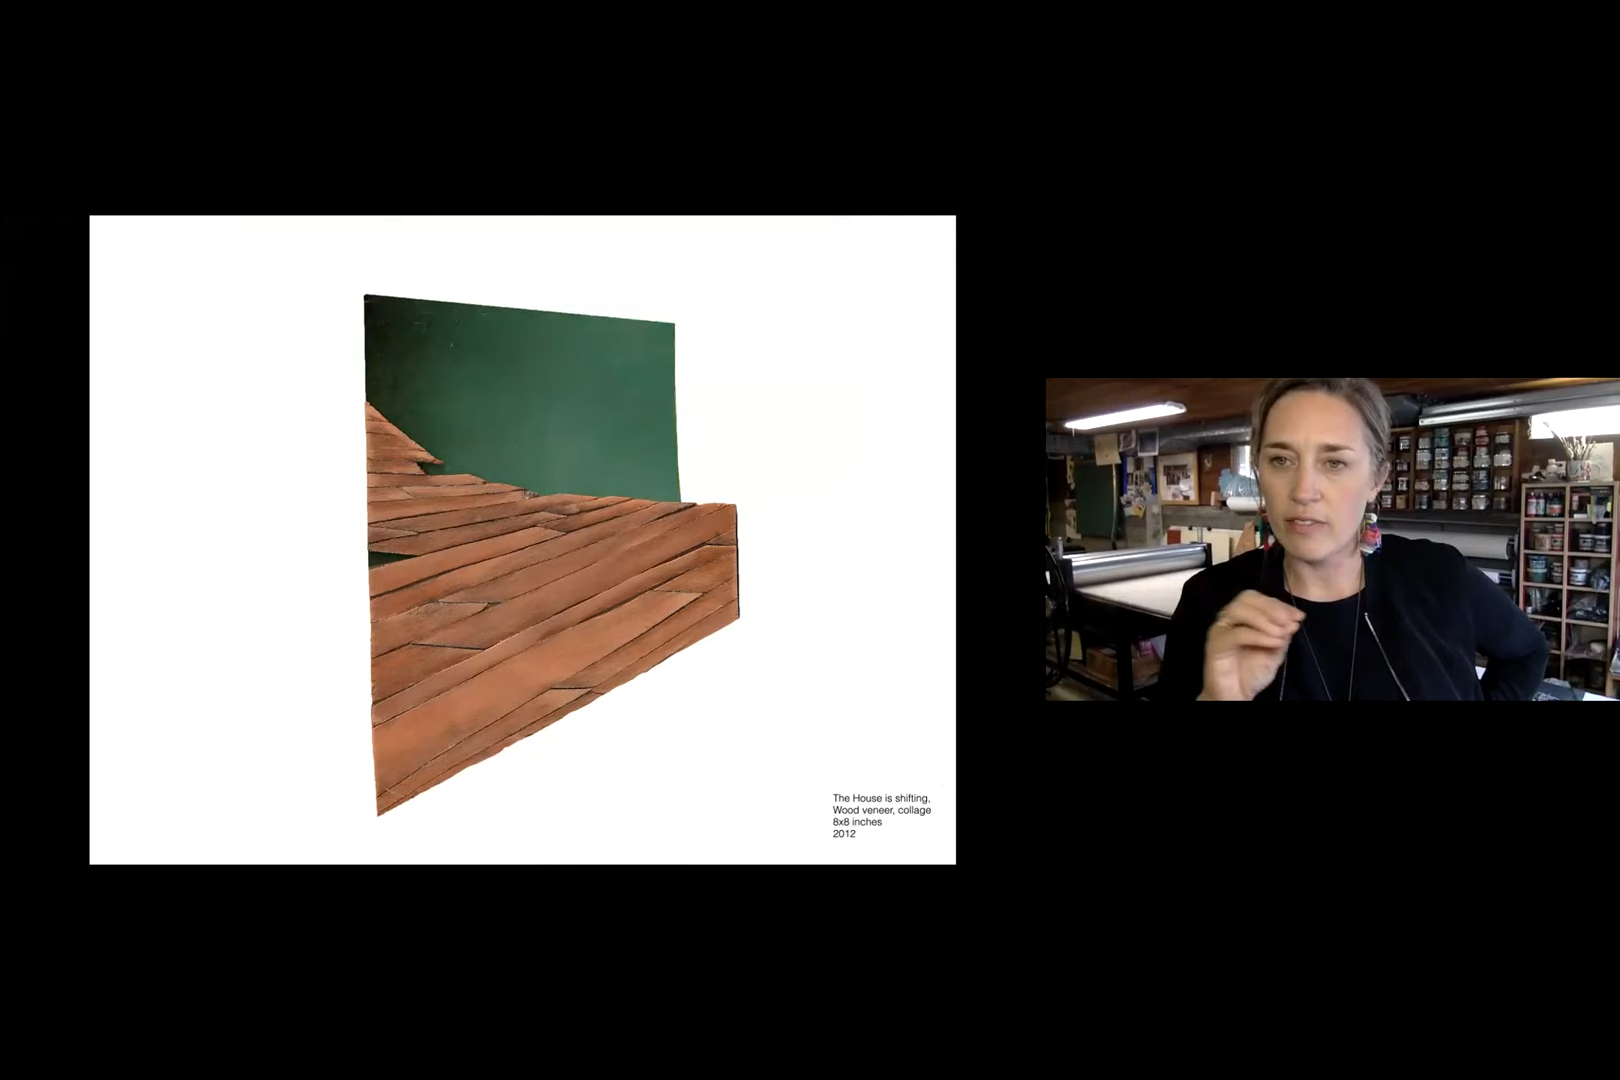 The House is shifting,
Wood veneer, collage
8x8 inches
2012